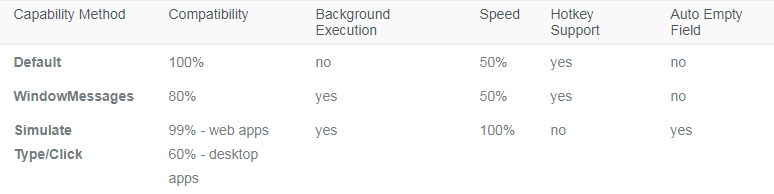 Capability Method Compatibility Background Execution Speed Hotkey Support Auto Empty Field
Default 100% no 50% yes no
WindowMessages 80% yes 50% yes no
Simulate Type/Click 99% - web apps 60% - desktop apps yes 100% no yes